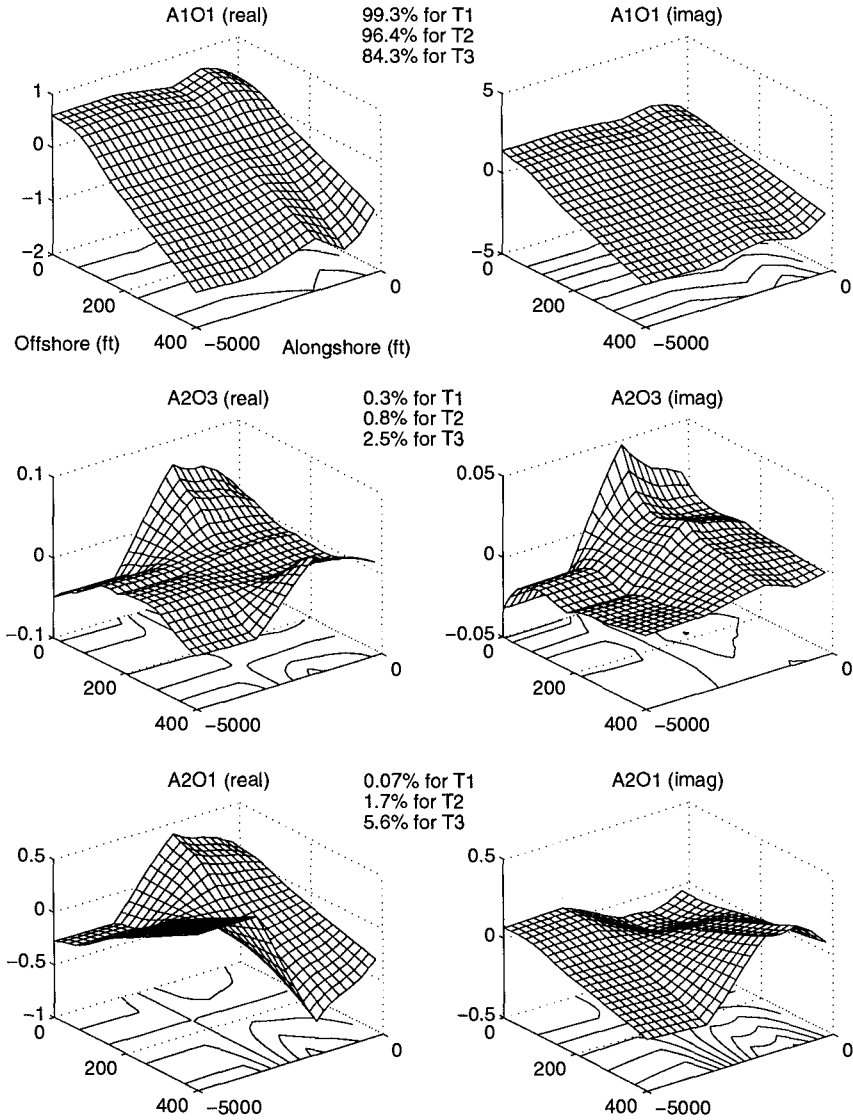 A1O1 (real)
99.3% for T1
96.4% for T2
84.3% for T3
A1O1 (imag)
1
0
−1
−2
0
200
400
−5000
0
Offshore (ft)
Alongshore (ft)
5
0
−5
0
200
400
−5000
0
A2O3 (real)
0.3% for T1
0.8% for T2
2.5% for T3
A2O3 (imag)
0.1
0
−0.1
0
200
400
−5000
0
0.05
0
−0.05
0
200
400
−5000
0
A2O1 (real)
0.07% for T1
1.7% for T2
5.6% for T3
A2O1 (imag)
0.5
0
−0.5
−1
0
200
400
−5000
0
0.5
0
−0.5
0
200
400
−5000
0